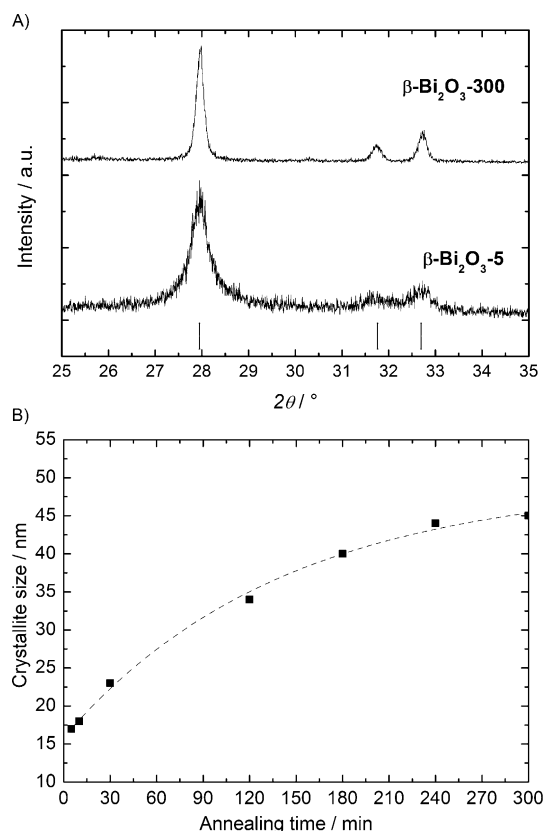 A)
β-Bi₂O₃-300
β-Bi₂O₃-5
Intensity / a.u.
25 26 27 28 29 30 31 32 33 34 35
2θ / °
B)
55
50
45
40
35
30
25
20
15
10
Crystallite size / nm
0 30 60 90 120 150 180 210 240 270 300
Annealing time / min